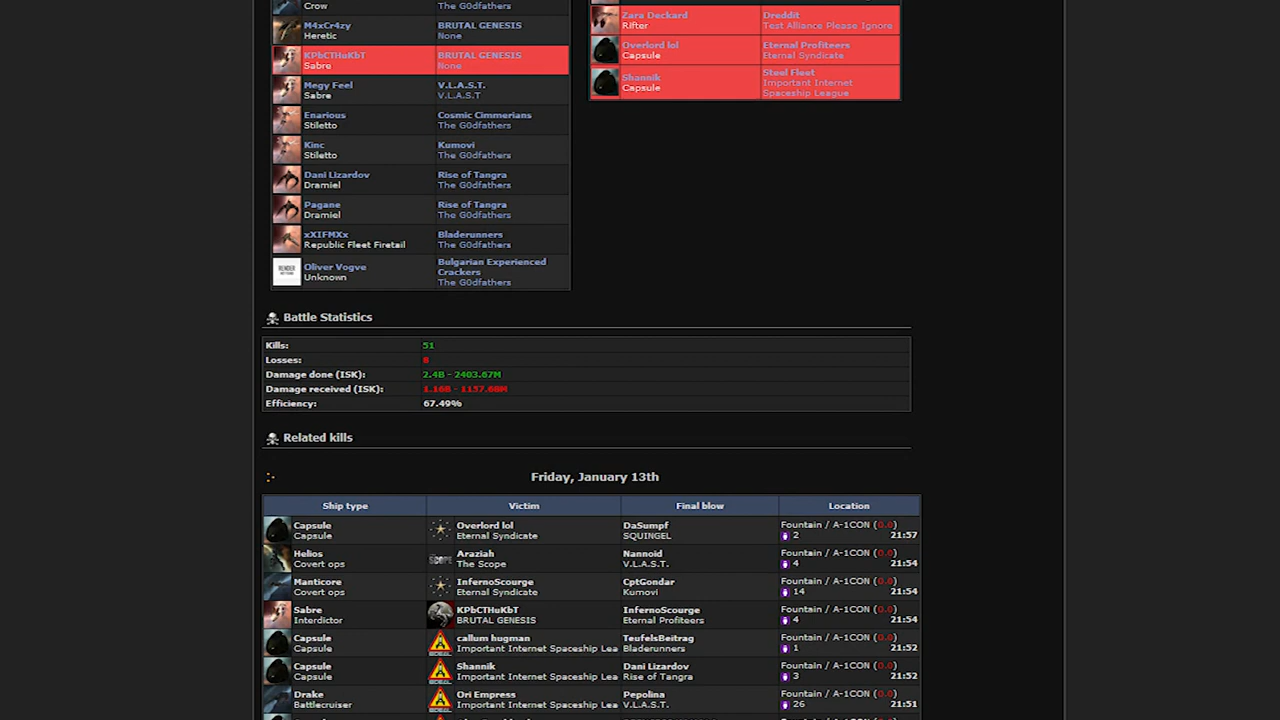 Crow
The G0dfathers
M4xCr4zy
BRUTAL GENESIS
Heretic
None
KPbCTHuKbT
BRUTAL GENESIS
Sabre
None
Megy Feel
V.L.A.S.T.
Sabre
V.L.A.S.T
Enarious
Cosmic Cimmerians
Stiletto
The G0dfathers
Kinc
Kumovi
Stiletto
The G0dfathers
Dani Lizardov
Rise of Tangra
Dramiel
The G0dfathers
Pagane
Rise of Tangra
Dramiel
The G0dfathers
xXIFMXx
Bladerunners
Republic Fleet Firetail
The G0dfathers
Oliver Vogve
Bulgarian Experienced
Crackers
Unknown
The G0dfathers
Zara Deckard
Dreddit
Rifter
Test Alliance Please Ignore
Overlord lol
Eternal Profiteers
Capsule
Eternal Syndicate
Shannik
Steel Fleet
Capsule
Important Internet
Spaceship League
Battle Statistics
Kills: 51
Losses:
Damage done (ISK): 2.4B - 2403.67M
Damage received (ISK): 1.16B - 1157.68M
Efficiency: 67.49%
Related kills
Friday, January 13th
Ship type Victim Final blow Location
Capsule Overlord lol DaSumpf Fountain / A-1CON (0.0)
Capsule Eternal Syndicate SQUINGEL 2 21:57
Helios Araziah Nannoid Fountain / A-1CON (0.0)
Covert ops The Scope V.L.A.S.T. 4 21:54
Manticore InfernoScourge CptGondar Fountain / A-1CON (0.0)
Covert ops Eternal Syndicate Kumovi 14 21:54
Sabre KPbCTHuKbT InfernoScourge Fountain / A-1CON (0.0)
Interdictor BRUTAL GENESIS Eternal Profiteers 4 21:54
Capsule callum hugman TeufelsBeitrag Fountain / A-1CON (0.0)
Capsule Important Internet Spaceship Lea Bladerunners 1 21:52
Capsule Shannik Dani Lizardov Fountain / A-1CON (0.0)
Capsule Important Internet Spaceship Lea Rise of Tangra 3 21:52
Drake Ori Empress Pepolina Fountain / A-1CON (0.0)
Battlecruiser Important Internet Spaceship Lea V.L.A.S.T. 26 21:51